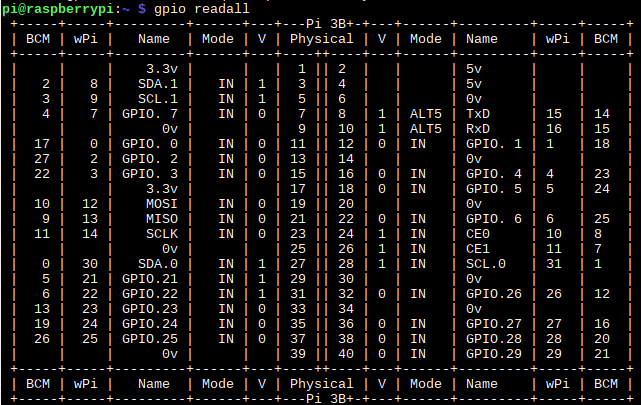 pi@raspberrypi:~ $ gpio readall
 +-----+-----+---------+------+---+---Pi 3B+-+---+------+---------+-----+-----+
 | BCM | wPi |   Name  | Mode | V | Physical | V | Mode | Name    | wPi | BCM |
 +-----+-----+---------+------+---+----++----+---+------+---------+-----+-----+
 |     |     |    3.3v |      |   |  1 || 2  |   |      | 5v      |     |     |
 |   2 |   8 |   SDA.1 |   IN | 1 |  3 || 4  |   |      | 5v      |     |     |
 |   3 |   9 |   SCL.1 |   IN | 1 |  5 || 6  |   |      | 0v      |     |     |
 |   4 |   7 | GPIO. 7 |   IN | 0 |  7 || 8  | 1 | ALT5 | TxD     | 15  | 14  |
 |     |     |      0v |      |   |  9 || 10 | 1 | ALT5 | RxD     | 16  | 15  |
 |  17 |   0 | GPIO. 0 |   IN | 0 | 11 || 12 | 0 | IN   | GPIO. 1 | 1   | 18  |
 |  27 |   2 | GPIO. 2 |   IN | 0 | 13 || 14 |   |      | 0v      |     |     |
 |  22 |   3 | GPIO. 3 |   IN | 0 | 15 || 16 | 0 | IN   | GPIO. 4 | 4   | 23  |
 |     |     |    3.3v |      |   | 17 || 18 | 0 | IN   | GPIO. 5 | 5   | 24  |
 |  10 |  12 |    MOSI |   IN | 0 | 19 || 20 |   |      | 0v      |     |     |
 |   9 |  13 |    MISO |   IN | 0 | 21 || 22 | 0 | IN   | GPIO. 6 | 6   | 25  |
 |  11 |  14 |    SCLK |   IN | 0 | 23 || 24 | 1 | IN   | CE0     | 10  | 8   |
 |     |     |      0v |      |   | 25 || 26 | 1 | IN   | CE1     | 11  | 7   |
 |   0 |  30 |   SDA.0 |   IN | 1 | 27 || 28 | 1 | IN   | SCL.0   | 31  | 1   |
 |   5 |  21 | GPIO.21 |   IN | 1 | 29 || 30 |   |      | 0v      |     |     |
 |   6 |  22 | GPIO.22 |   IN | 1 | 31 || 32 | 0 | IN   | GPIO.26 | 26  | 12  |
 |  13 |  23 | GPIO.23 |   IN | 0 | 33 || 34 |   |      | 0v      |     |     |
 |  19 |  24 | GPIO.24 |   IN | 0 | 35 || 36 | 0 | IN   | GPIO.27 | 27  | 16  |
 |  26 |  25 | GPIO.25 |   IN | 0 | 37 || 38 | 0 | IN   | GPIO.28 | 28  | 20  |
 |     |     |      0v |      |   | 39 || 40 | 0 | IN   | GPIO.29 | 29  | 21  |
 +-----+-----+---------+------+---+----++----+---+------+---------+-----+-----+
 | BCM | wPi |   Name  | Mode | V | Physical | V | Mode | Name    | wPi | BCM |
 +-----+-----+---------+------+---+---Pi 3B+-+---+------+---------+-----+-----+